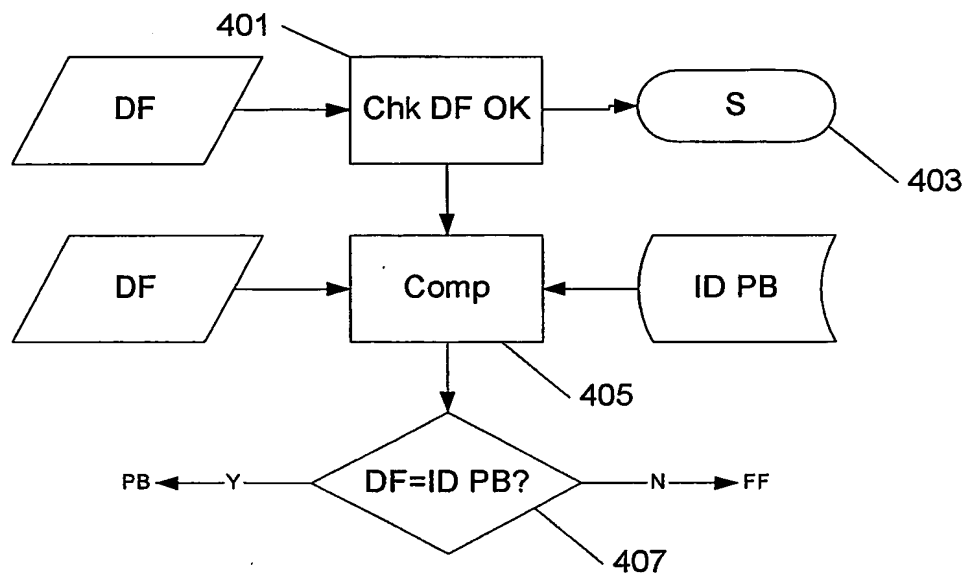 401
DF
Chk DF OK
S
403
DF
Comp
ID PB
405
PB
Y
DF=ID PB?
N
FF
407